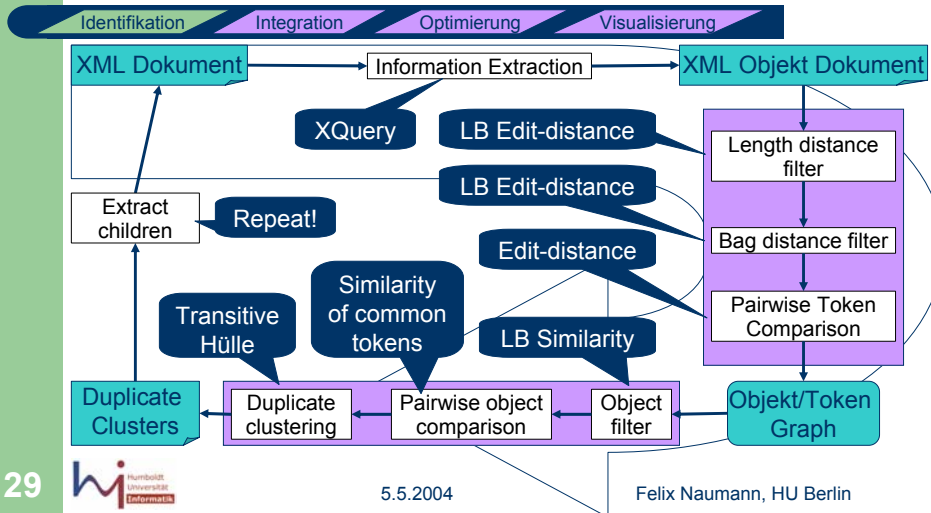 Identifikation
Integration
Optimierung
Visualisierung
XML Dokument
Information Extraction
XML Objekt Dokument
XQuery
LB Edit-distance
Length distance
filter
LB Edit-distance
Extract
children
Repeat!
Bag distance filter
Edit-distance
Similarity
of common
tokens
Pairwise Token
Comparison
Transitive
Hülle
LB Similarity
Duplicate
Clusters
Duplicate
clustering
Pairwise object
comparison
Object
filter
Objekt/Token
Graph
29
Humboldt
Universität
Informatik
5.5.2004
Felix Naumann, HU Berlin